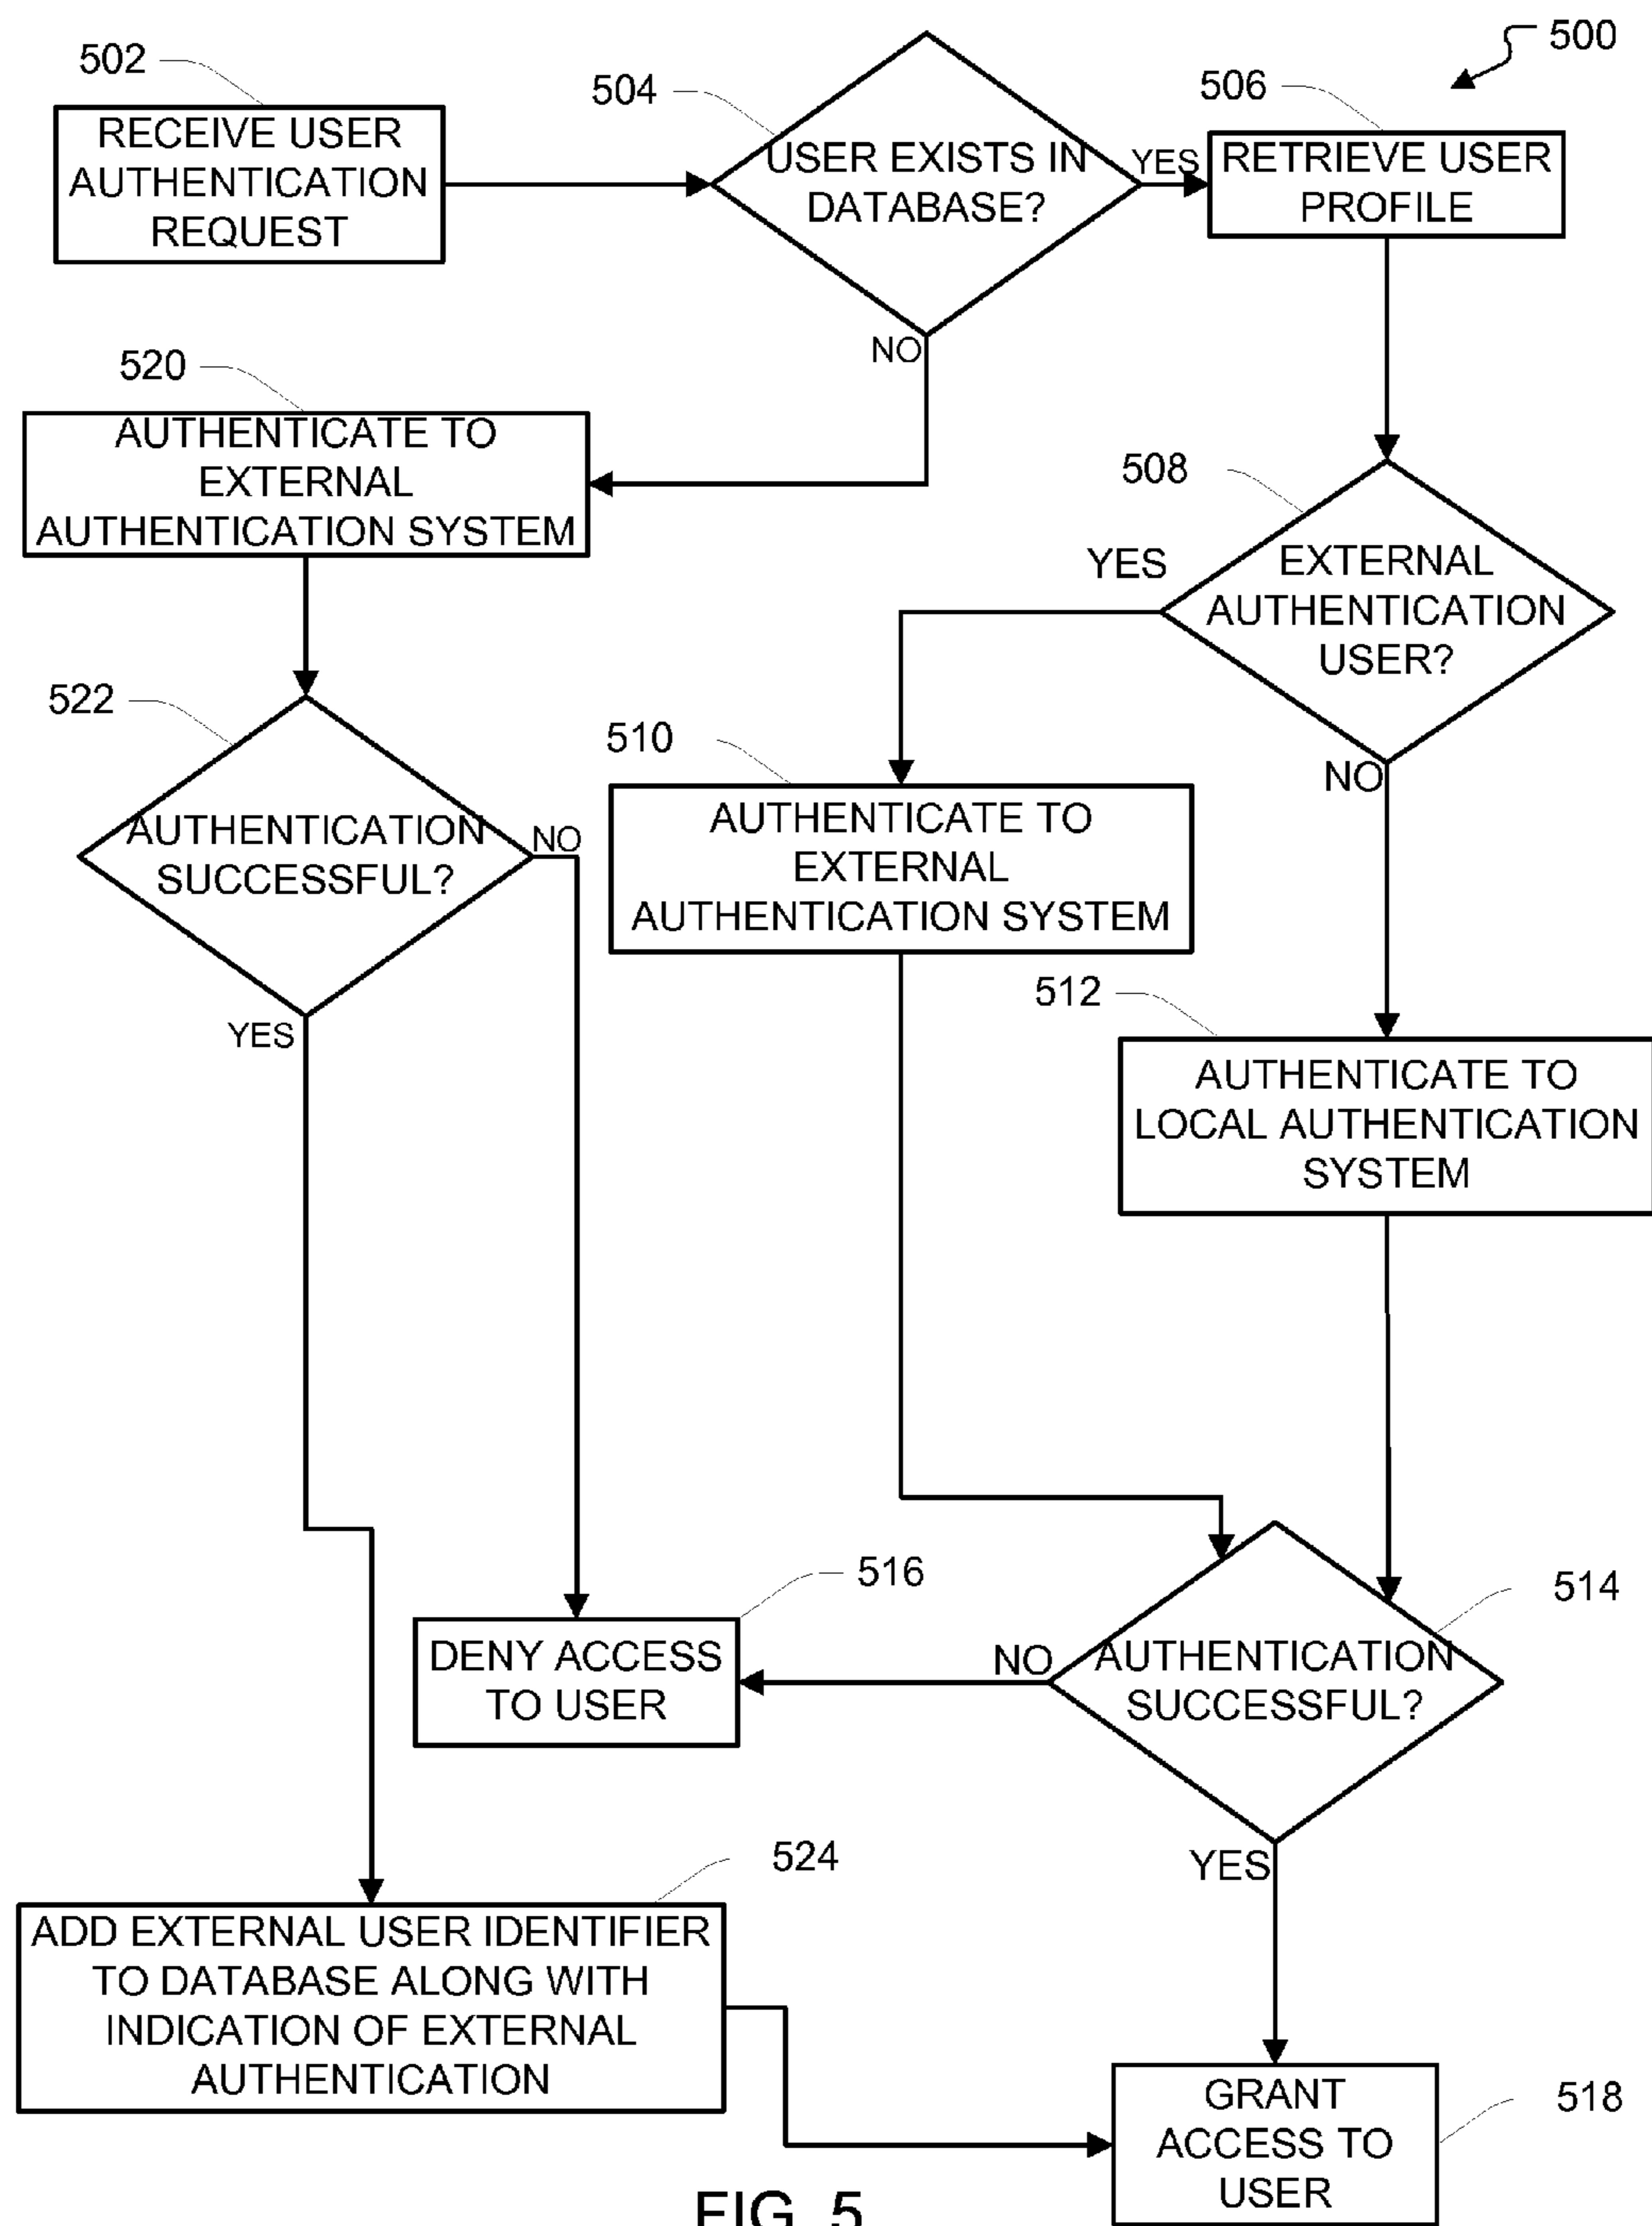 500
502
RECEIVE USER
AUTHENTICATION
REQUEST
504
USER EXISTS IN
DATABASE?
YES
NO
506
RETRIEVE USER
PROFILE
520
AUTHENTICATE TO
EXTERNAL
AUTHENTICATION SYSTEM
508
EXTERNAL
AUTHENTICATION
USER?
YES
NO
522
AUTHENTICATION
SUCCESSFUL?
NO
YES
510
AUTHENTICATE TO
EXTERNAL
AUTHENTICATION SYSTEM
512
AUTHENTICATE TO
LOCAL AUTHENTICATION
SYSTEM
516
DENY ACCESS
TO USER
514
AUTHENTICATION
SUCCESSFUL?
NO
YES
524
ADD EXTERNAL USER IDENTIFIER
TO DATABASE ALONG WITH
INDICATION OF EXTERNAL
AUTHENTICATION
518
GRANT
ACCESS TO
USER
FIG. 5